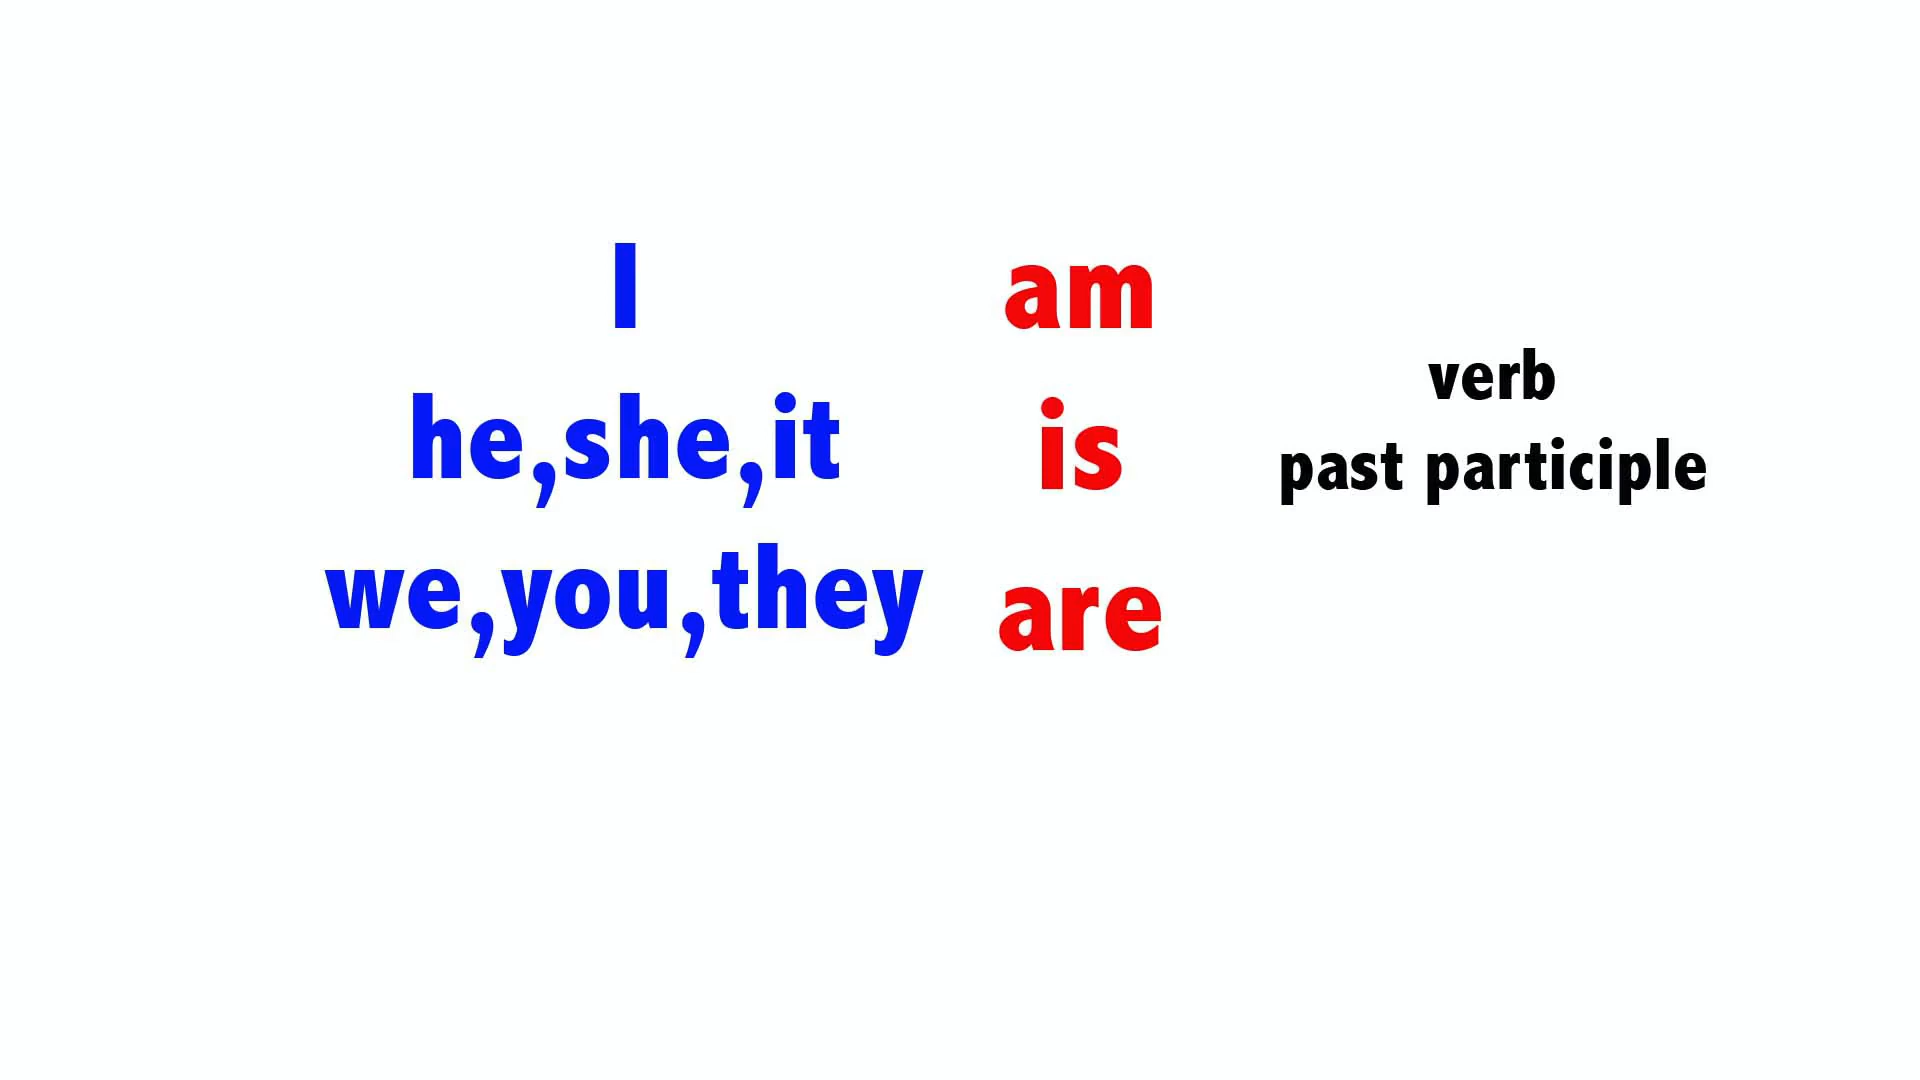 I am
he,she,it is
we,you,they are
verb
past participle